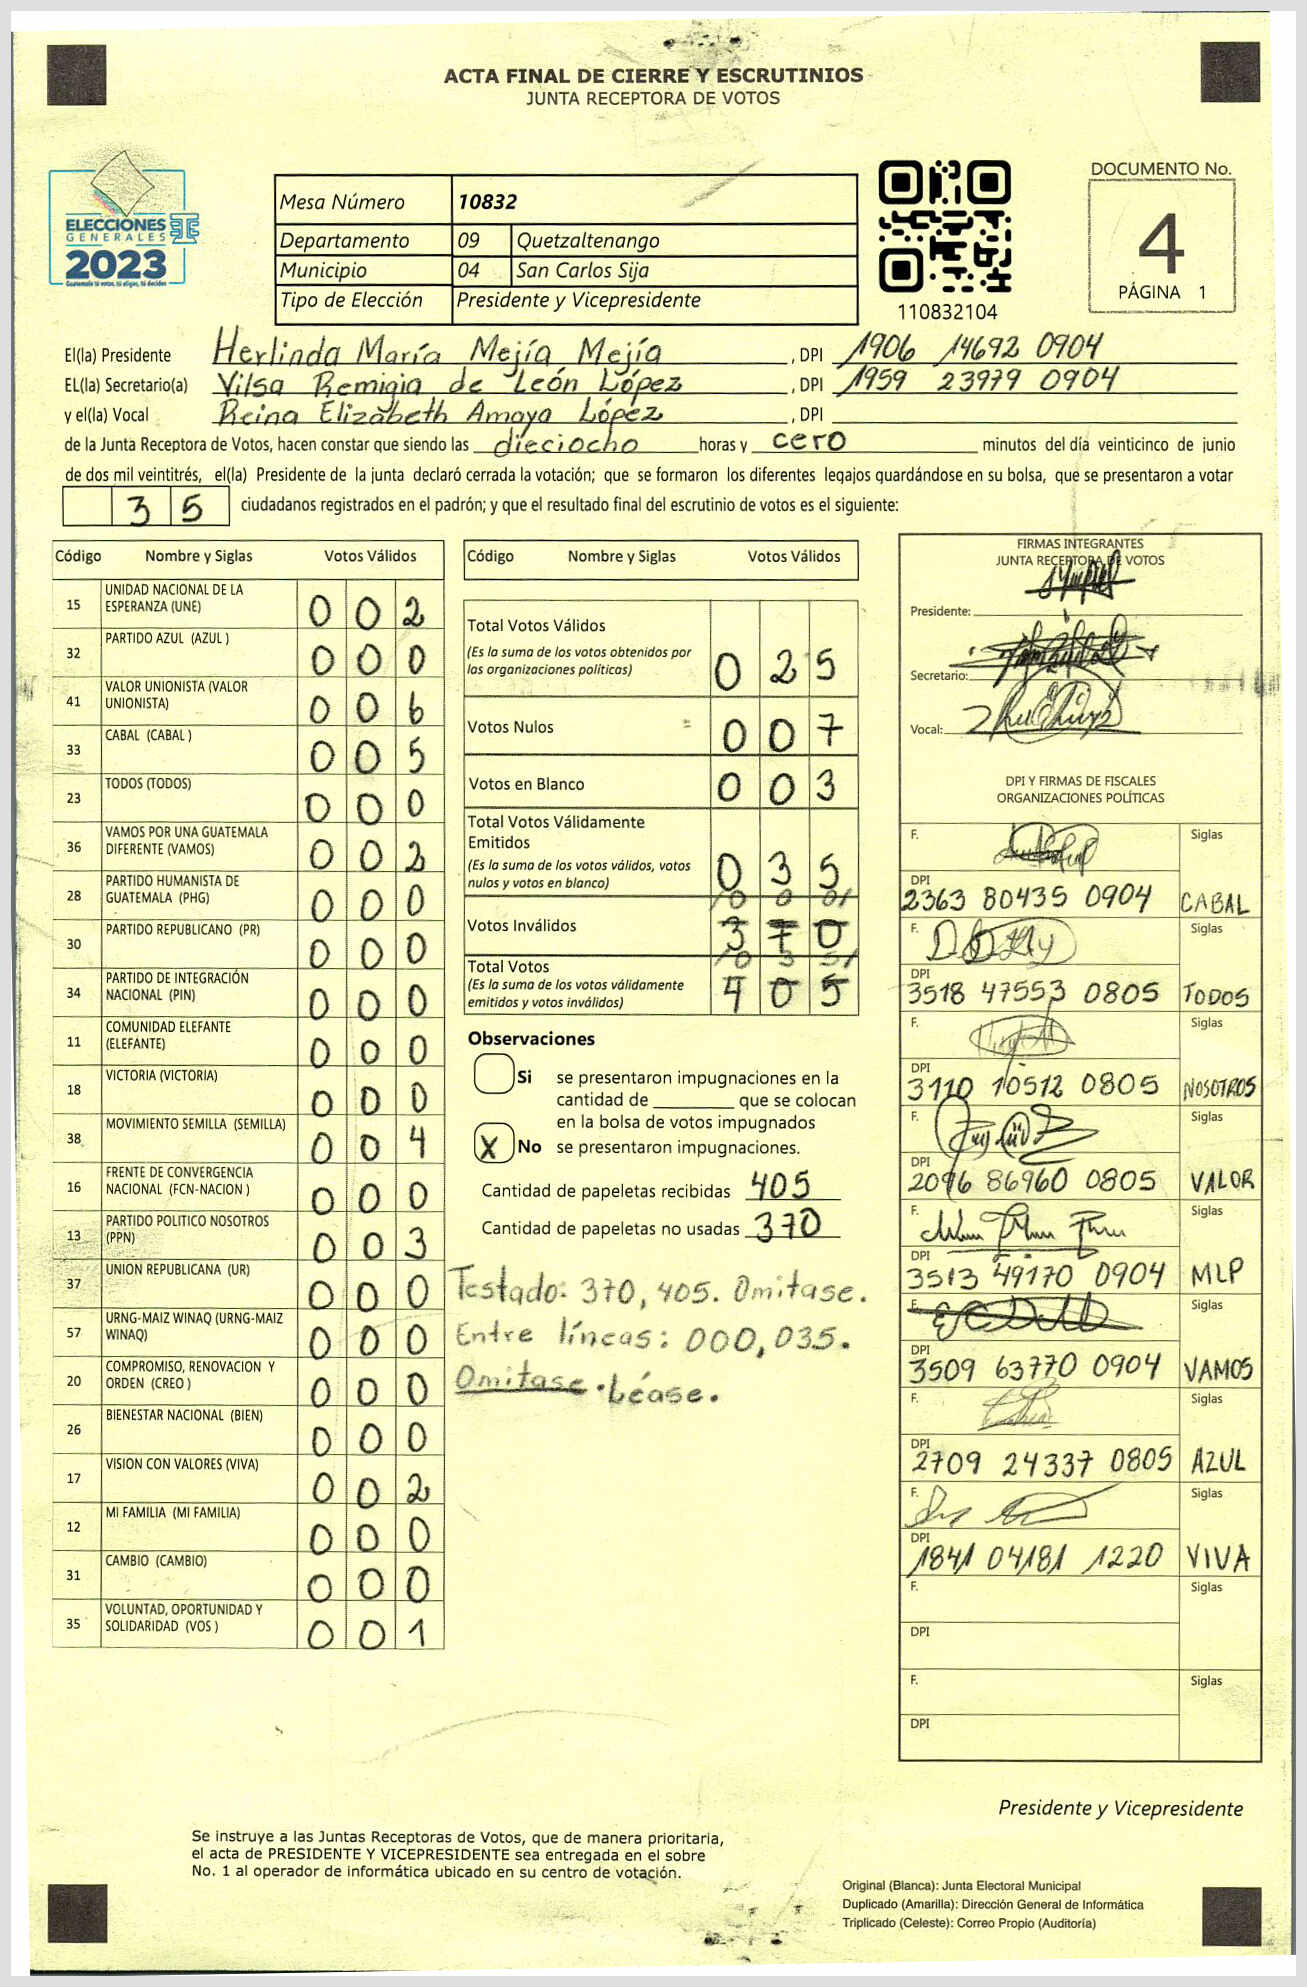 ACTA FINAL DE CIERRE Y ESCRUTINIOS
JUNTA RECEPTORA DE VOTOS
ELECCIONES
GENERALES
2023
Guatemala tú votas, tú eliges, tú decides
Mesa Número 10832
Departamento 09 Quetzaltenango
Municipio 04 San Carlos Sija
Tipo de Elección Presidente y Vicepresidente
110832104
DOCUMENTO No.
4
PÁGINA 1
El(la) Presidente Herlinda María Mejía Mejía , DPI 1906 14692 0904
EL(la) Secretario(a) Vilsa Remigia de León López , DPI 1959 23979 0904
y el(la) Vocal Reina Elizabeth Amaya López , DPI
de la Junta Receptora de Votos, hacen constar que siendo las dieciocho horas y cero minutos del día veinticinco de junio
de dos mil veintitrés, el(la) Presidente de la junta declaró cerrada la votación; que se formaron los diferentes legajos guardándose en su bolsa, que se presentaron a votar
35 ciudadanos registrados en el padrón; y que el resultado final del escrutinio de votos es el siguiente:
Código Nombre y Siglas Votos Válidos
15 UNIDAD NACIONAL DE LA ESPERANZA (UNE) 0 0 2
32 PARTIDO AZUL (AZUL ) 0 0 0
41 VALOR UNIONISTA (VALOR UNIONISTA) 0 0 6
33 CABAL (CABAL ) 0 0 5
23 TODOS (TODOS) 0 0 0
36 VAMOS POR UNA GUATEMALA DIFERENTE (VAMOS) 0 0 2
28 PARTIDO HUMANISTA DE GUATEMALA (PHG) 0 0 0
30 PARTIDO REPUBLICANO (PR) 0 0 0
34 PARTIDO DE INTEGRACIÓN NACIONAL (PIN) 0 0 0
11 COMUNIDAD ELEFANTE (ELEFANTE) 0 0 0
18 VICTORIA (VICTORIA) 0 0 0
38 MOVIMIENTO SEMILLA (SEMILLA) 0 0 4
16 FRENTE DE CONVERGENCIA NACIONAL (FCN-NACION ) 0 0 0
13 PARTIDO POLITICO NOSOTROS (PPN) 0 0 3
37 UNION REPUBLICANA (UR) 0 0 0
57 URNG-MAIZ WINAQ (URNG-MAIZ WINAQ) 0 0 0
20 COMPROMISO, RENOVACION Y ORDEN (CREO ) 0 0 0
26 BIENESTAR NACIONAL (BIEN) 0 0 0
17 VISION CON VALORES (VIVA) 0 0 2
12 MI FAMILIA (MI FAMILIA) 0 0 0
31 CAMBIO (CAMBIO) 0 0 0
35 VOLUNTAD, OPORTUNIDAD Y SOLIDARIDAD (VOS ) 0 0 1
Código Nombre y Siglas Votos Válidos
Total Votos Válidos
(Es la suma de los votos obtenidos por
las organizaciones políticas) 0 2 5
Votos Nulos 0 0 7
Votos en Blanco 0 0 3
Total Votos Válidamente
Emitidos
(Es la suma de los votos válidos, votos
nulos y votos en blanco) 0 3 5
/0 0 0/
Votos Inválidos 3 7 0
/0 3 5/
Total Votos
(Es la suma de los votos válidamente
emitidos y votos inválidos) 4 0 5
Observaciones
Si se presentaron impugnaciones en la
cantidad de ________ que se colocan
en la bolsa de votos impugnados
X No se presentaron impugnaciones.
Cantidad de papeletas recibidas 405
Cantidad de papeletas no usadas 370
Testado: 370, 405. Omitase.
Entre líneas: 000, 035.
Omitase. Léase.
FIRMAS INTEGRANTES
JUNTA RECEPTORA DE VOTOS
Presidente:
Secretario:
Vocal:
DPI Y FIRMAS DE FISCALES
ORGANIZACIONES POLÍTICAS
F. Siglas
DPI 2363 80435 0904 CABAL
F. Siglas
DPI 3518 47553 0805 TODOS
F. Siglas
DPI 3110 10512 0805 NOSOTROS
F. Siglas
DPI 2096 86960 0805 VALOR
F. Siglas
DPI 3513 49170 0904 MLP
F. Siglas
DPI 3509 63770 0904 VAMOS
F. Siglas
DPI 2709 24337 0805 AZUL
F. Siglas
DPI 1841 04181 1220 VIVA
F. Siglas
DPI
F. Siglas
DPI
Presidente y Vicepresidente
Se instruye a las Juntas Receptoras de Votos, que de manera prioritaria,
el acta de PRESIDENTE Y VICEPRESIDENTE sea entregada en el sobre
No. 1 al operador de informática ubicado en su centro de votación.
Original (Blanca): Junta Electoral Municipal
Duplicado (Amarilla): Dirección General de Informática
Triplicado (Celeste): Correo Propio (Auditoría)